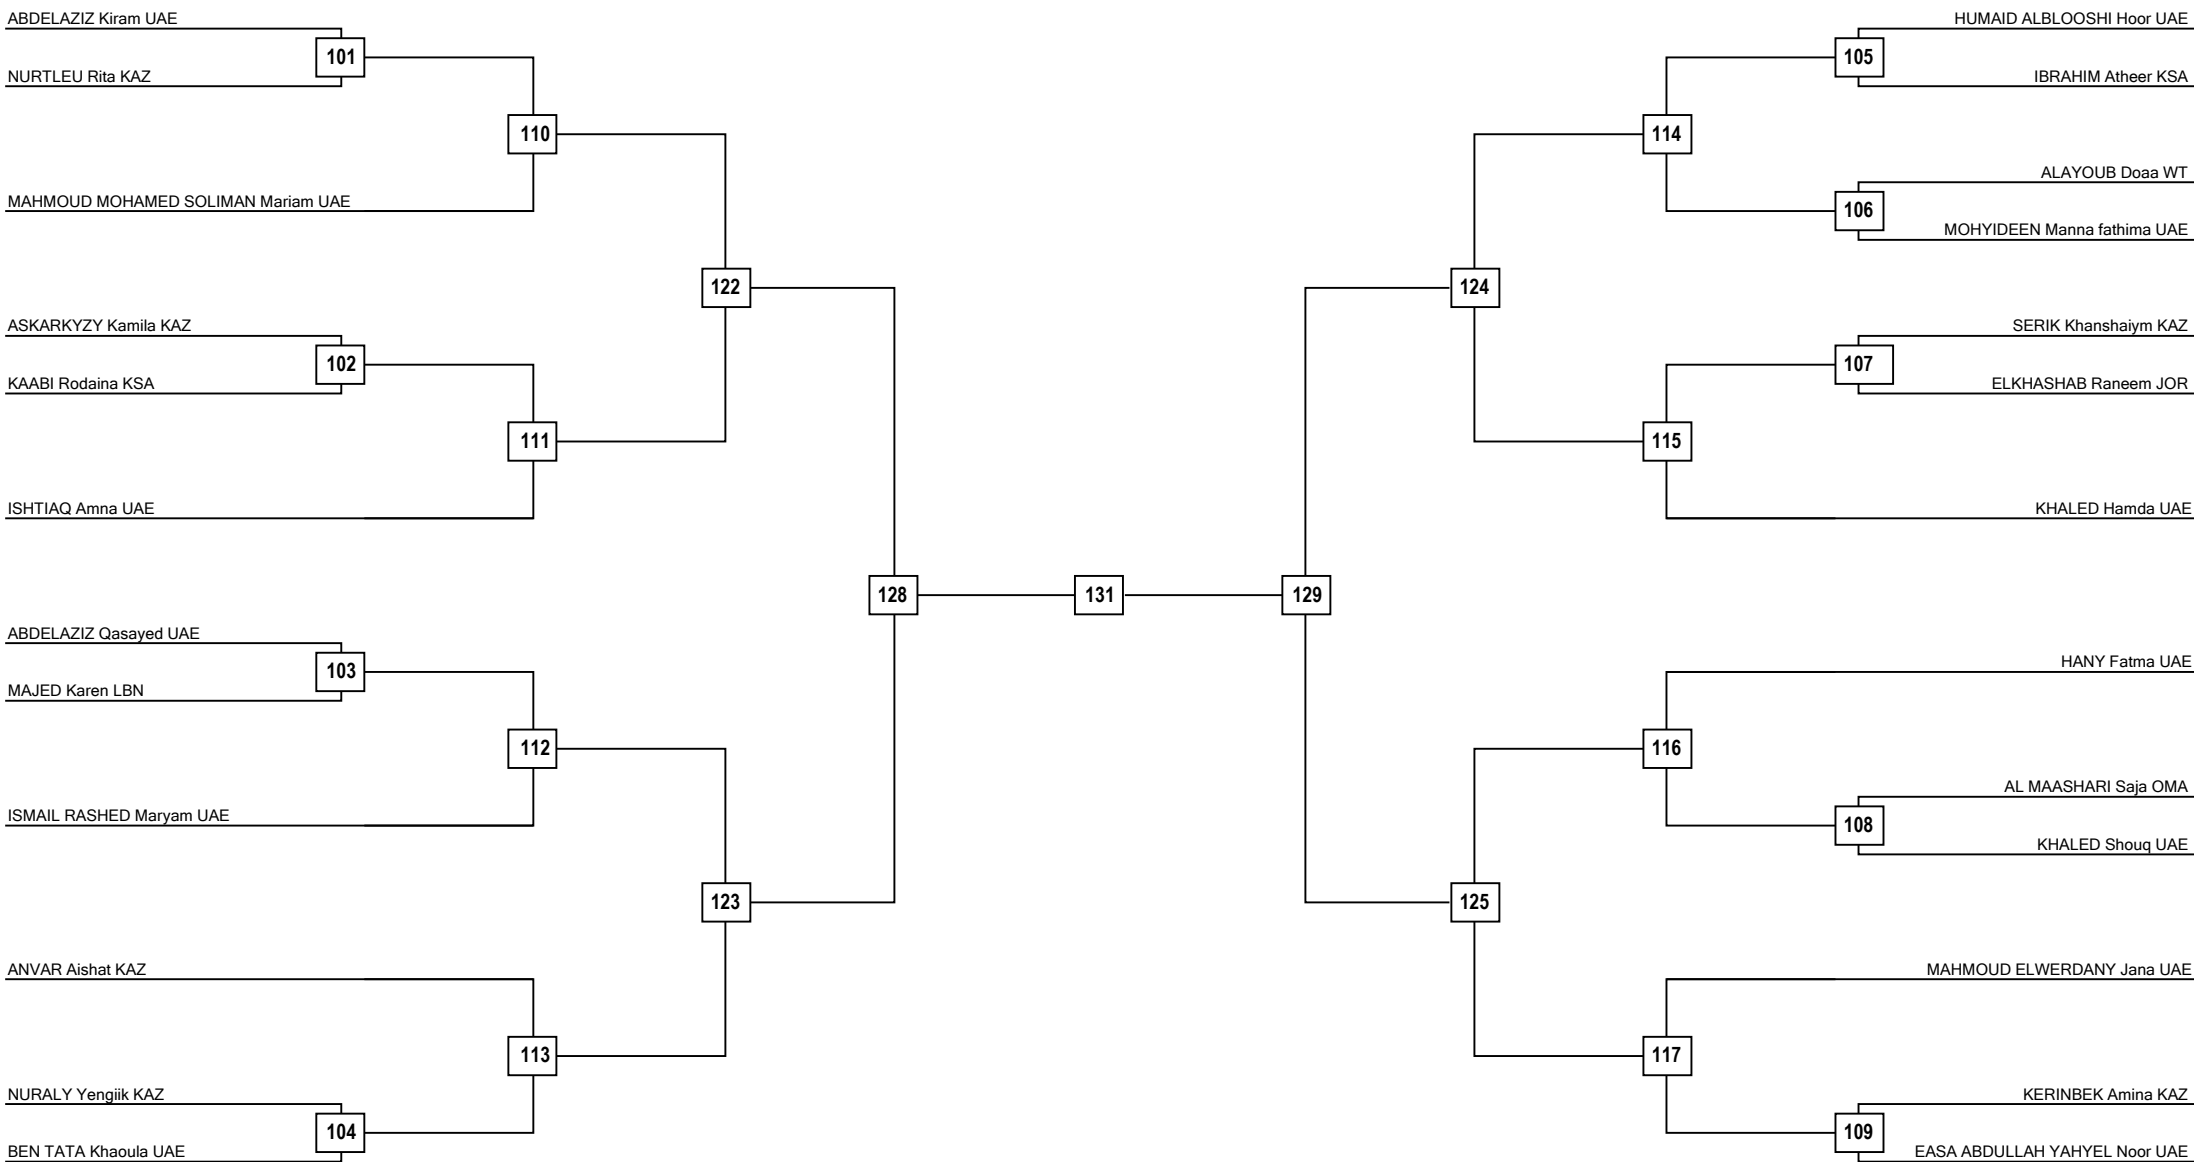 ABDELAZIZ Kiram UAE
101
NURTLEU Rita KAZ
110
MAHMOUD MOHAMED SOLIMAN Mariam UAE
122
ASKARKYZY Kamila KAZ
102
KAABI Rodaina KSA
111
ISHTIAQ Amna UAE
128
ABDELAZIZ Qasayed UAE
103
MAJED Karen LBN
112
ISMAIL RASHED Maryam UAE
123
ANVAR Aishat KAZ
113
NURALY Yengiik KAZ
104
BEN TATA Khaoula UAE
131
HUMAID ALBLOOSHI Hoor UAE
105
IBRAHIM Atheer KSA
114
ALAYOUB Doaa WT
106
MOHYIDEEN Manna fathima UAE
124
SERIK Khanshaiym KAZ
107
ELKHASHAB Raneem JOR
115
KHALED Hamda UAE
129
HANY Fatma UAE
116
AL MAASHARI Saja OMA
108
KHALED Shouq UAE
125
MAHMOUD ELWERDANY Jana UAE
117
KERINBEK Amina KAZ
109
EASA ABDULLAH YAHYEL Noor UAE